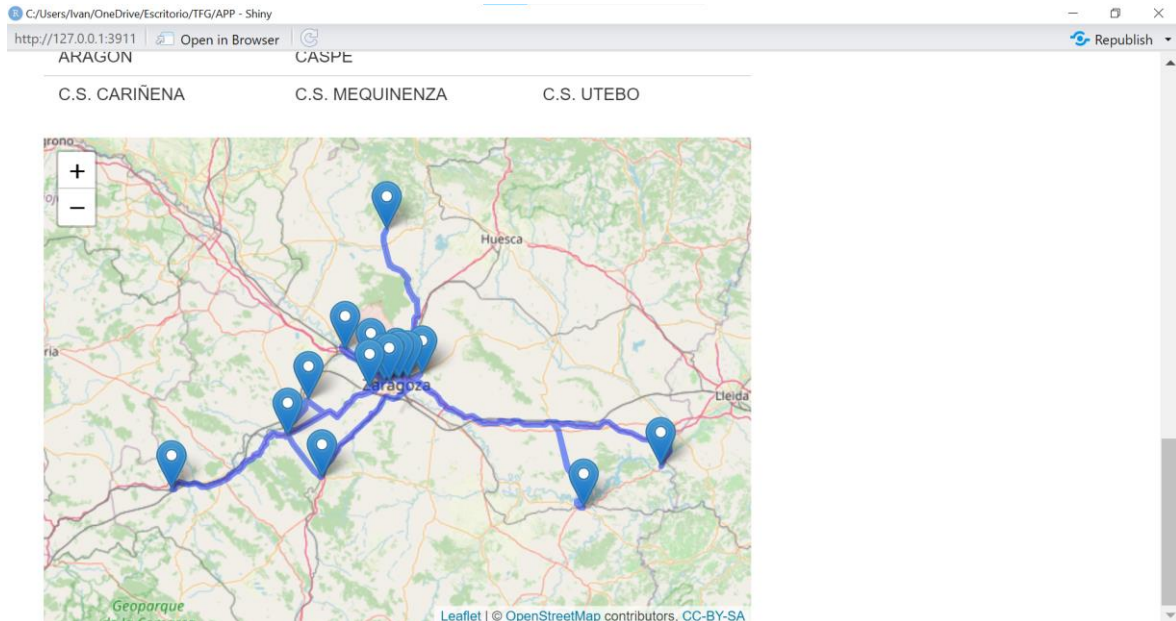 C:/Users/Ivan/OneDrive/Escritorio/TFG/APP - Shiny
http://127.0.0.1:3911 Open in Browser Republish
ARAGON CASPE
C.S. CARIÑENA C.S. MEQUINENZA C.S. UTEBO
+
−
Huesca
Zaragoza
Lleida
Geoparque
Leaflet | © OpenStreetMap contributors, CC-BY-SA